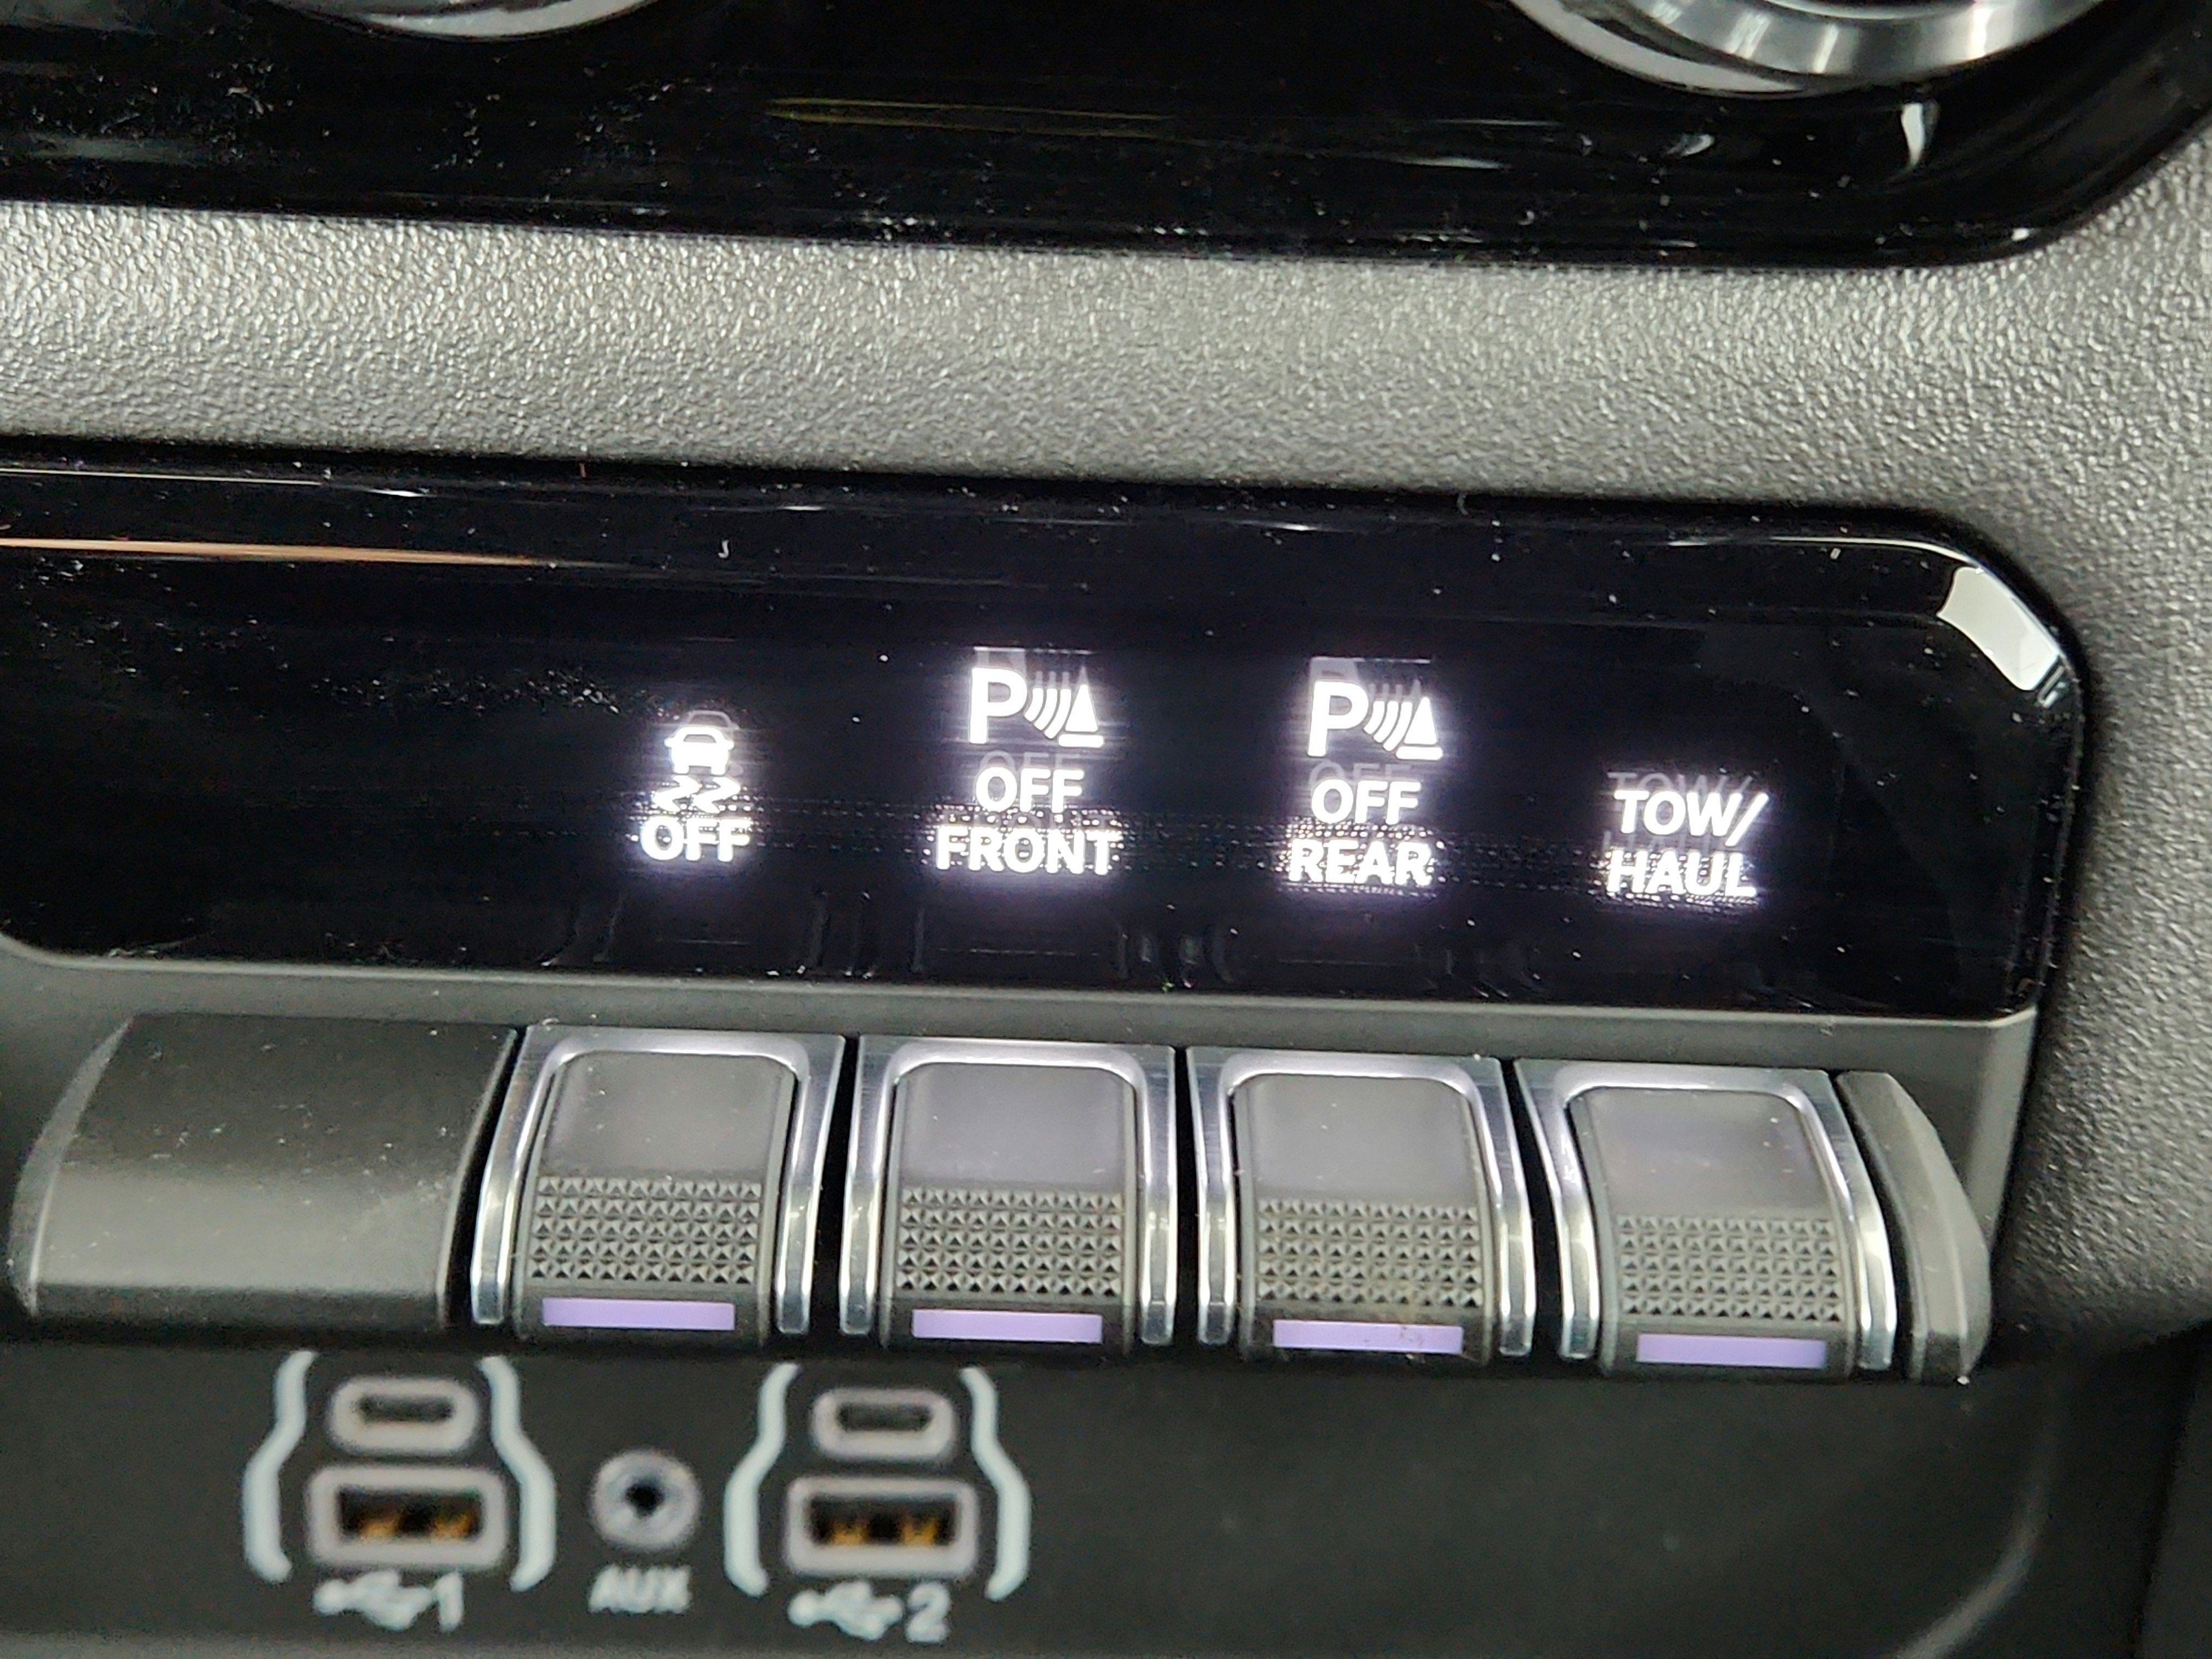 OFF
P
OFF
FRONT
P
OFF
REAR
TOW/
HAUL
1
AUX
2